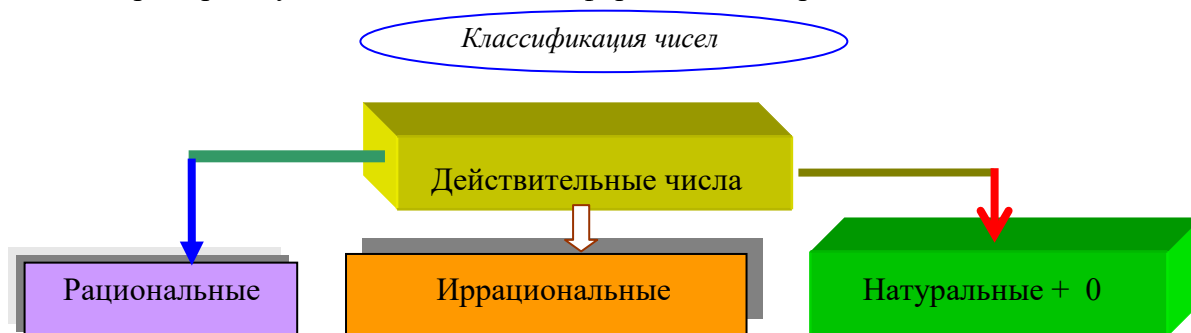 Классификация чисел
Действительные числа
Рациональные
Иррациональные
Натуральные + 0